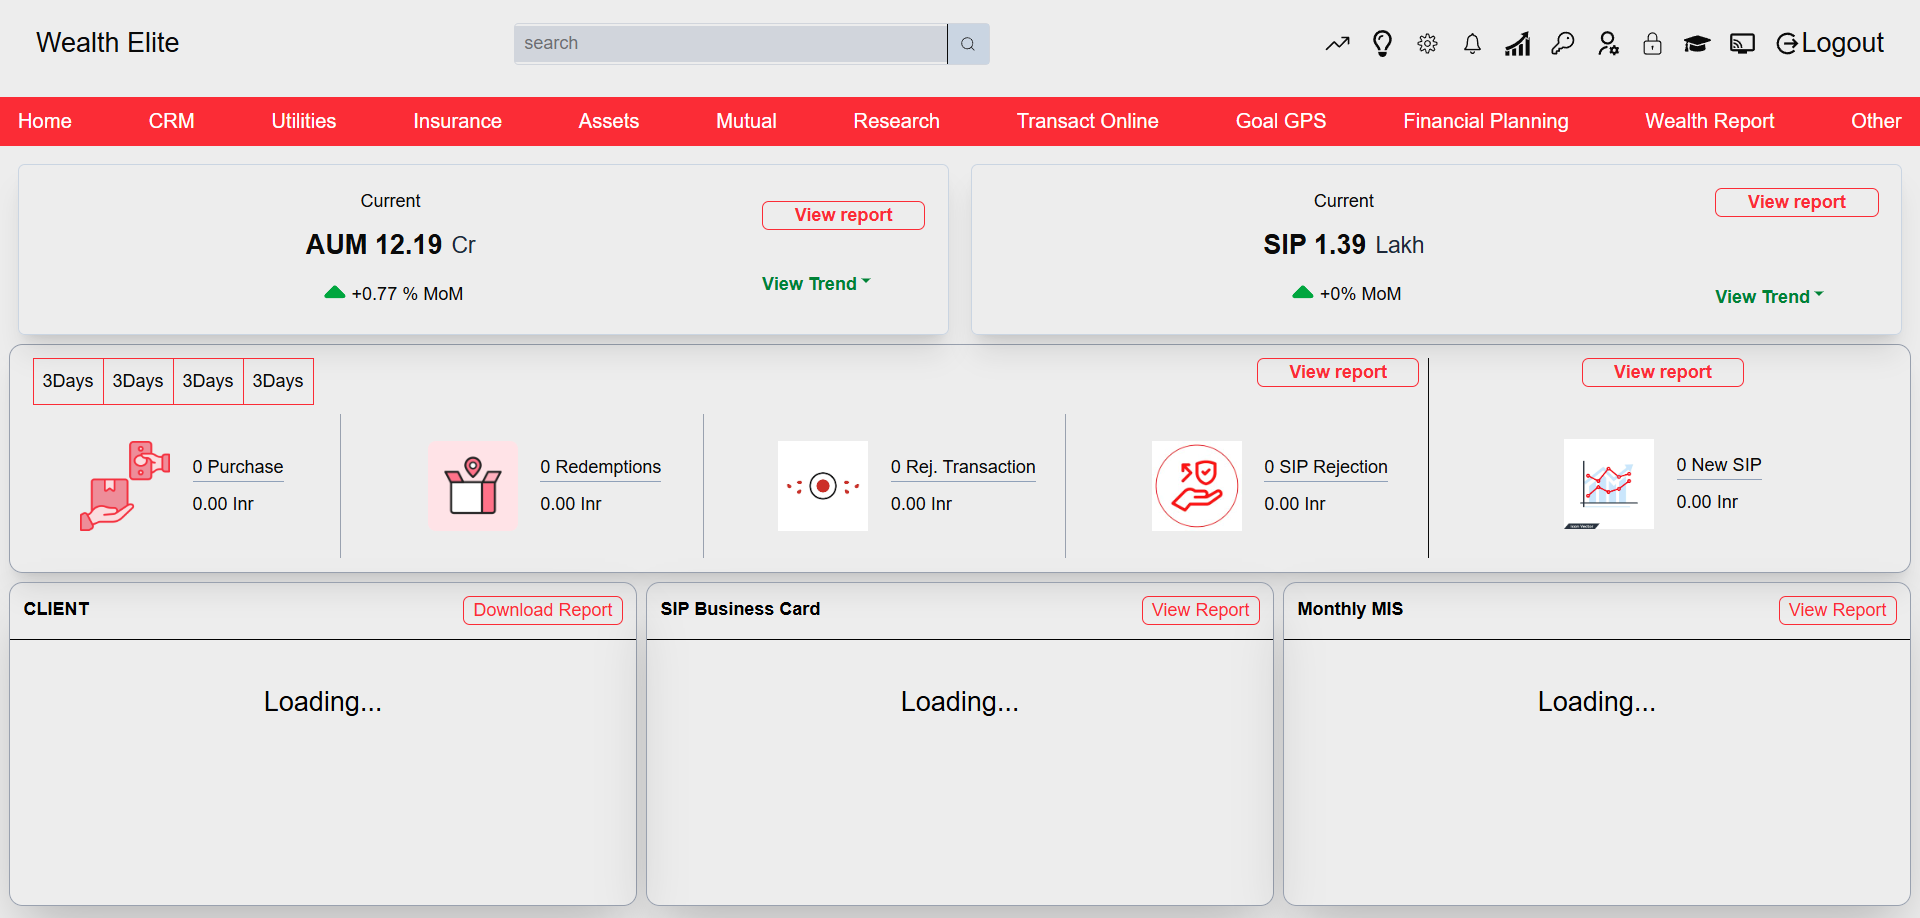 Wealth Elite
search
Logout
Home CRM Utilities Insurance Assets Mutual Research Transact Online Goal GPS Financial Planning Wealth Report Other
Current
View report
AUM 12.19 Cr
+0.77 % MoM
View Trend
Current
View report
SIP 1.39 Lakh
+0% MoM
View Trend
3Days 3Days 3Days 3Days
View report
View report
0 Purchase
0.00 Inr
0 Redemptions
0.00 Inr
0 Rej. Transaction
0.00 Inr
0 SIP Rejection
0.00 Inr
0 New SIP
0.00 Inr
CLIENT
Download Report
Loading...
SIP Business Card
View Report
Loading...
Monthly MIS
View Report
Loading...